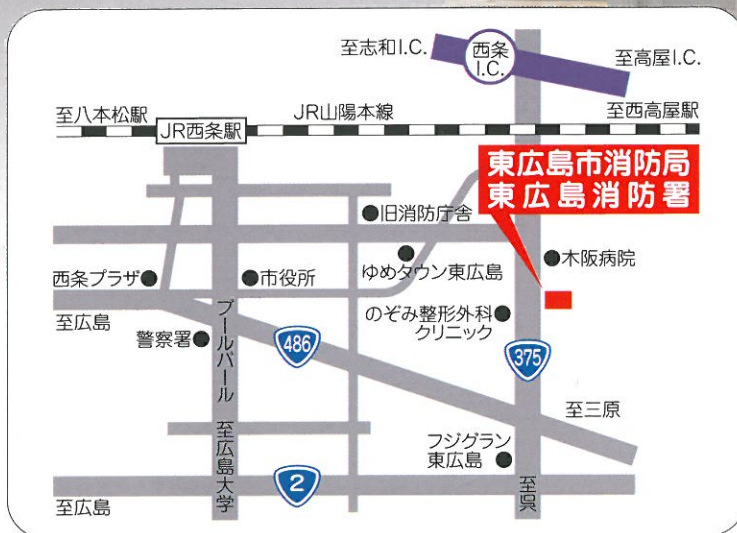 至志和I.C.
西条
I.C.
至高屋I.C.
至八本松駅
JR西条駅
JR山陽本線
至西高屋駅
東広島市消防局
東広島消防署
旧消防庁舎
ゆめタウン東広島
木阪病院
西条プラザ
市役所
至広島
のぞみ整形外科
クリニック
警察署
ブールバール
486
375
至三原
至広島大学
フジグラン
東広島
2
至広島
至呉